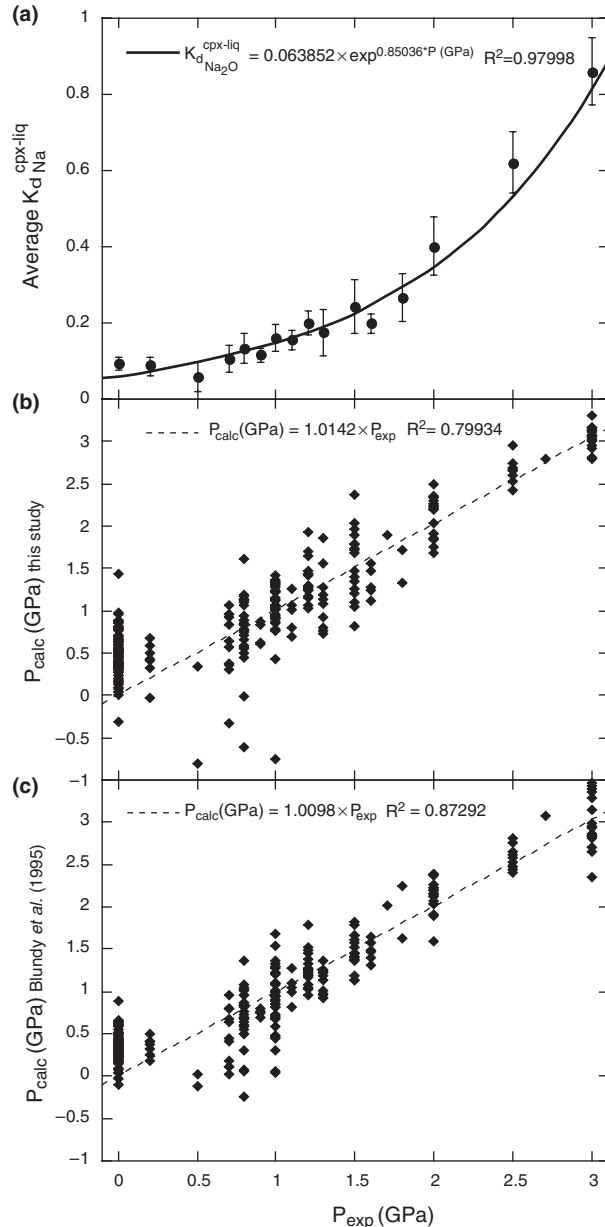 (a)
1
K_d Na₂O ^cpx-liq = 0.063852×exp^0.85036*P (GPa) R²=0.97998
0.8
0.6
0.4
0.2
0
Average K_d Na ^cpx-liq
(b)
P_calc(GPa) = 1.0142×P_exp R²= 0.79934
3
2.5
2
1.5
1
0.5
0
−0.5
−1
P_calc (GPa) this study
(c)
P_calc(GPa) = 1.0098×P_exp R² = 0.87292
3
2.5
2
1.5
1
0.5
0
−0.5
−1
P_calc (GPa) Blundy et al. (1995)
0 0.5 1 1.5 2 2.5 3
P_exp (GPa)